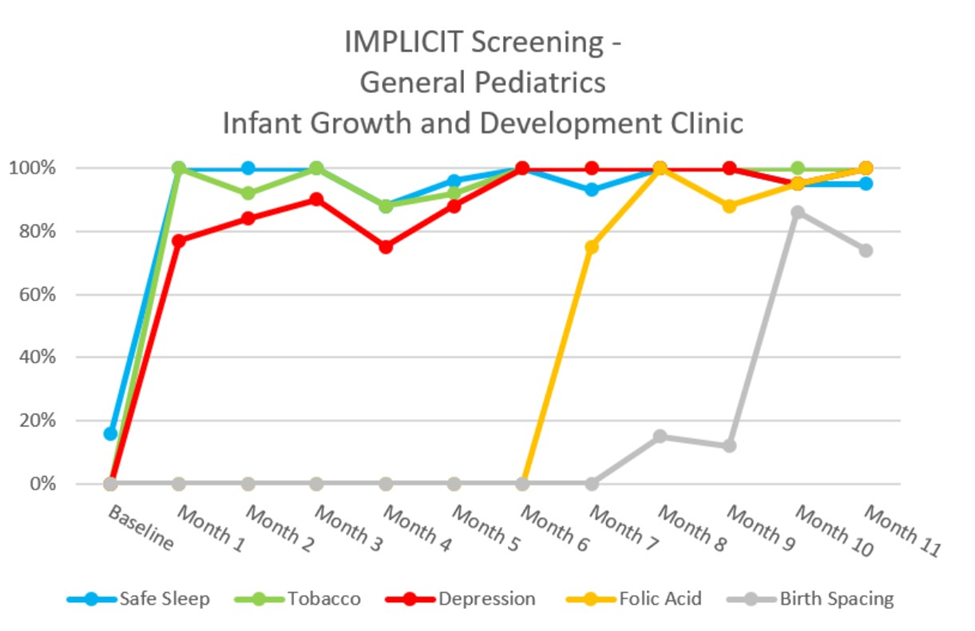 IMPLICIT Screening -
General Pediatrics
Infant Growth and Development Clinic
100%
80%
60%
40%
20%
0%
Baseline
Month 1
Month 2
Month 3
Month 4
Month 5
Month 6
Month 7
Month 8
Month 9
Month 10
Month 11
Safe Sleep Tobacco Depression Folic Acid Birth Spacing